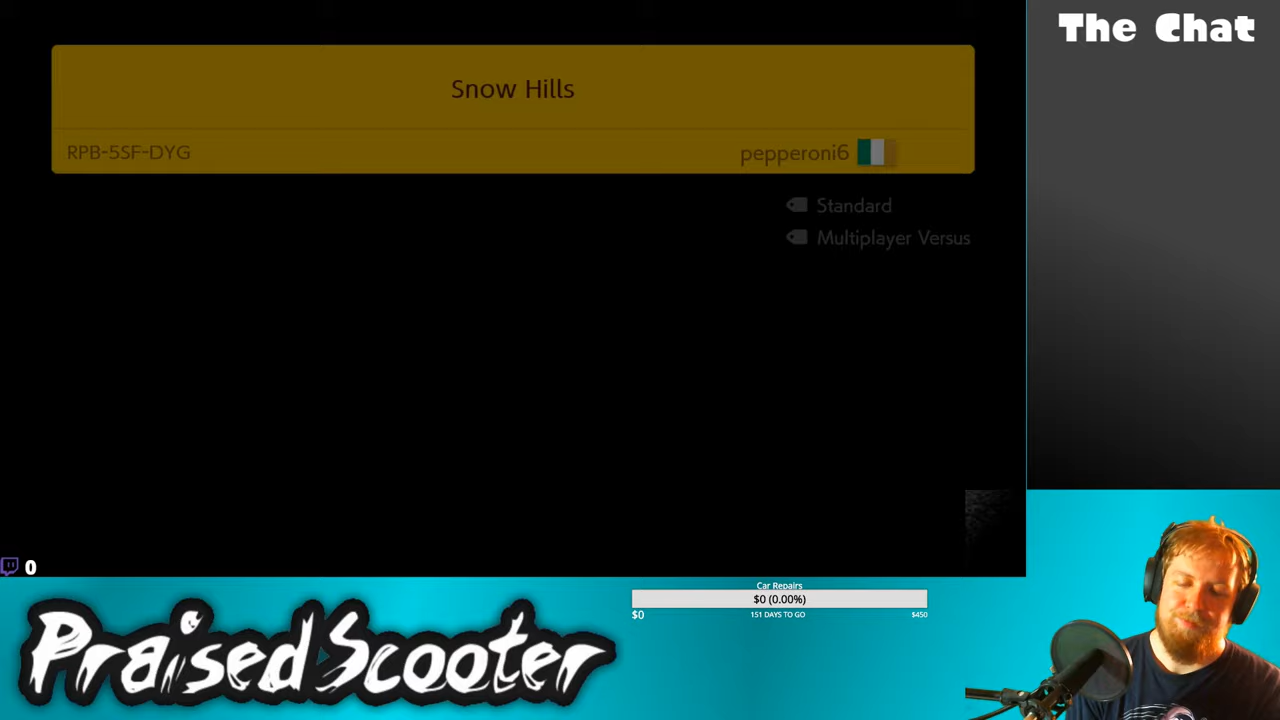 The Chat
Snow Hills
RPB-5SF-DYG
pepperoni6
Standard
Multiplayer Versus
0
Car Repairs
$0 (0.00%)
$0 151 DAYS TO GO $450
PraisedScooter